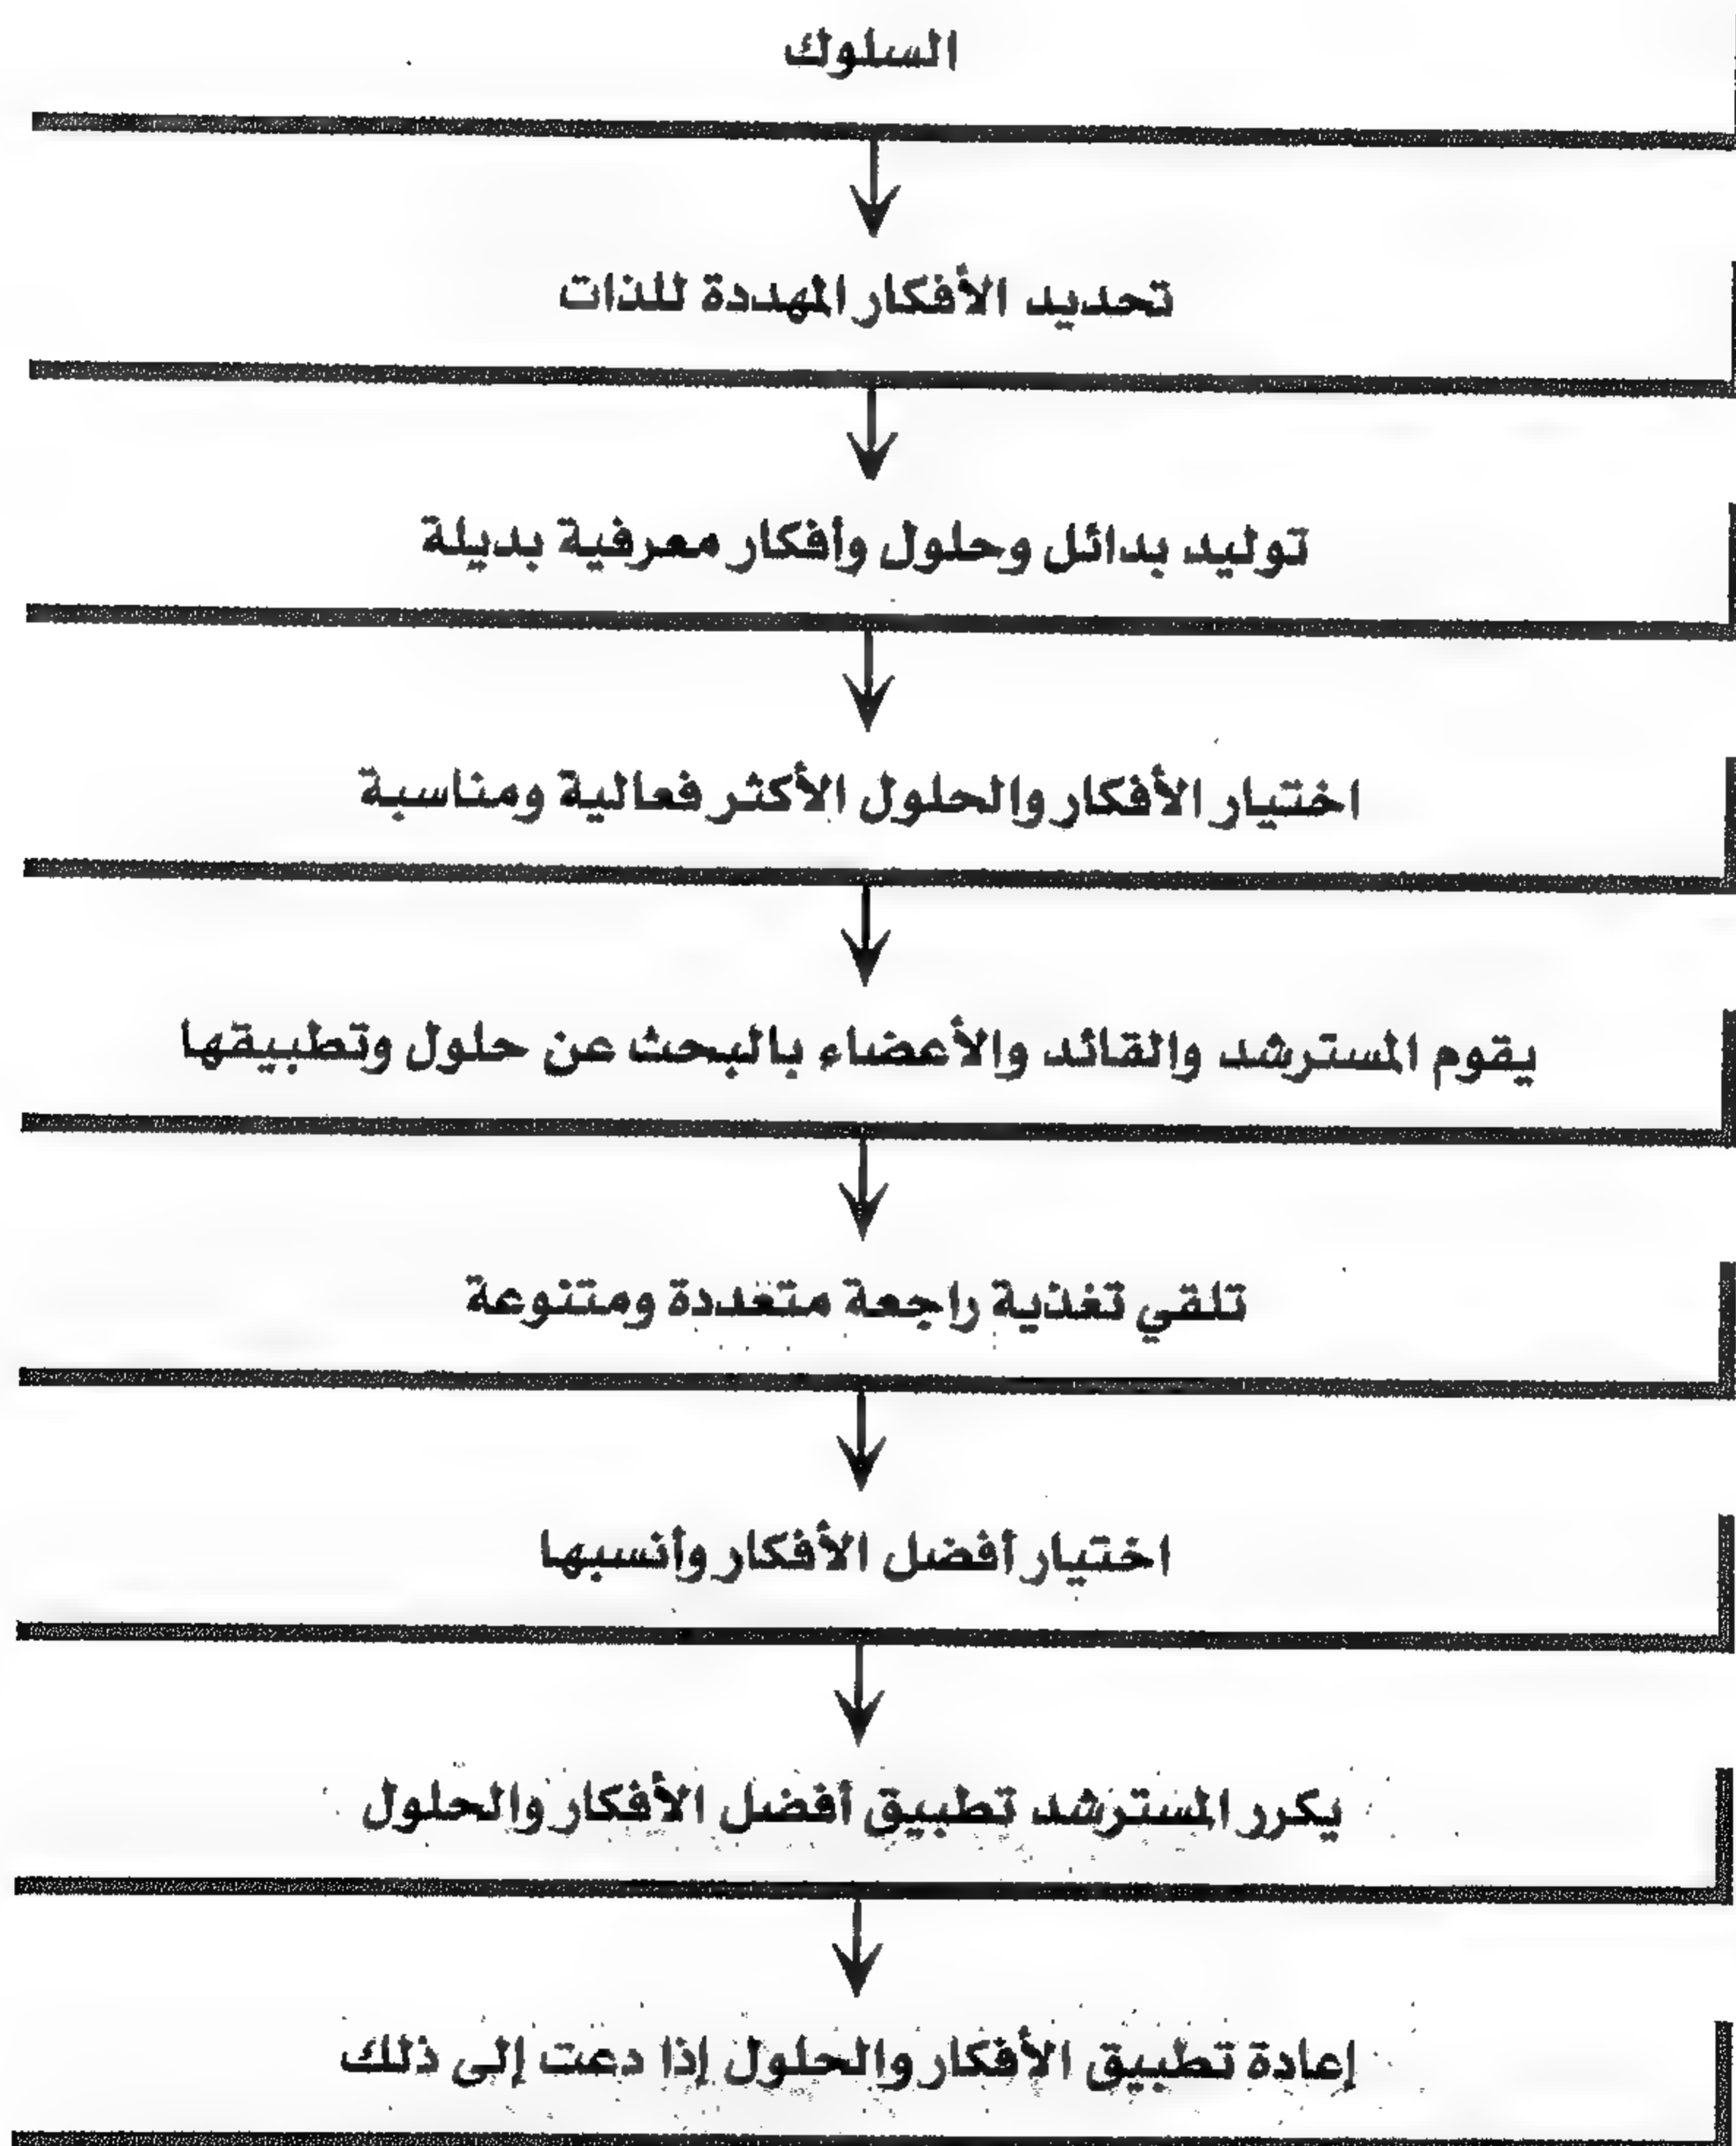 السلوك
تحديد الأفكار المهددة للذات
توليد بدائل وحلول وأفكار معرفية بديلة
اختيار الأفكار والحلول الأكثر فعالية ومناسبة
يقوم المسترشد والقائد والأعضاء بالبحث عن حلول وتطبيقها
تلقي تغذية راجعة متعددة ومتنوعة
اختيار أفضل الأفكار وأنسبها
يكرر المسترشد تطبيق أفضل الأفكار والحلول
إعادة تطبيق الأفكار والحلول إذا دعت إلى ذلك